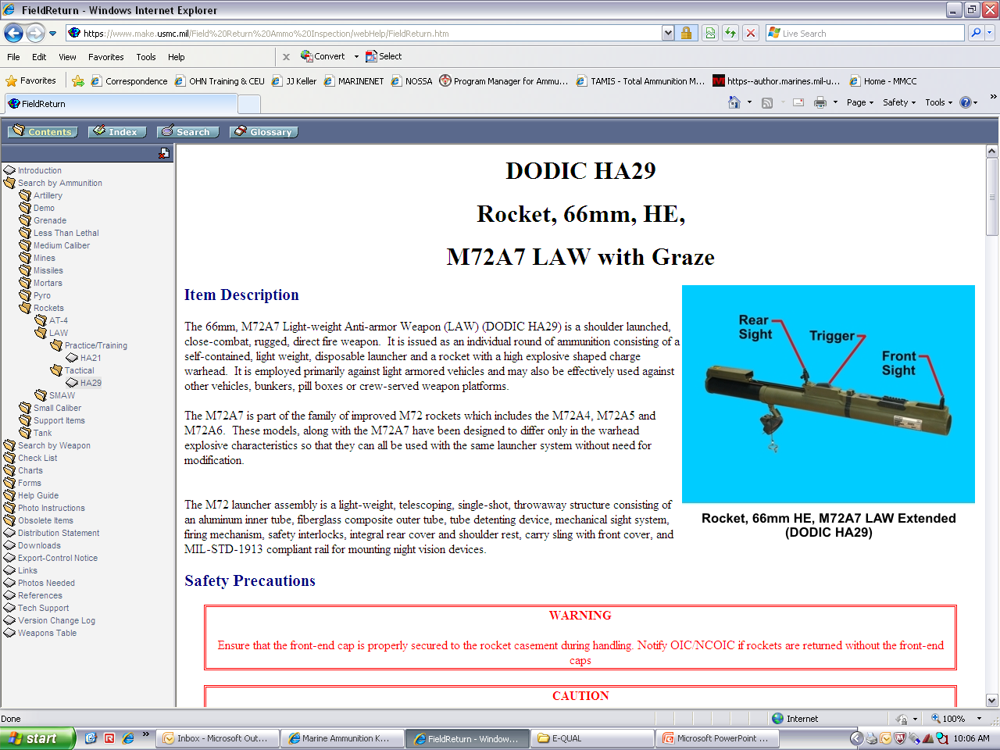 FieldReturn - Windows Internet Explorer
https://www.make.usmc.mil/Field%20Return%20Ammo%20Inspection/webHelp/FieldReturn.htm
Live Search
File Edit View Favorites Tools Help
x Convert Select
Favorites Correspondence OHN Training & CEU JJ Keller MARINENET NOSSA Program Manager for Ammu... TAMIS - Total Ammunition M... https--author.marines.mil-u... Home - MMCC
FieldReturn
Page Safety Tools
Contents Index Search Glossary
Introduction
Search by Ammunition
Artillery
Demo
Grenade
Less Than Lethal
Medium Caliber
Mines
Missiles
Mortars
Pyro
Rockets
AT-4
LAW
Practice/Training
HA21
Tactical
HA29
SMAW
Small Caliber
Support Items
Tank
Search by Weapon
Check List
Charts
Forms
Help Guide
Photo Instructions
Obsolete Items
Distribution Statement
Downloads
Export-Control Notice
Links
Photos Needed
References
Tech Support
Version Change Log
Weapons Table
DODIC HA29
Rocket, 66mm, HE,
M72A7 LAW with Graze
Item Description
The 66mm, M72A7 Light-weight Anti-armor Weapon (LAW) (DODIC HA29) is a shoulder launched,
close-combat, rugged, direct fire weapon. It is issued as an individual round of ammunition consisting of a
self-contained, light weight, disposable launcher and a rocket with a high explosive shaped charge
warhead. It is employed primarily against light armored vehicles and may also be effectively used against
other vehicles, bunkers, pill boxes or crew-served weapon platforms.
The M72A7 is part of the family of improved M72 rockets which includes the M72A4, M72A5 and
M72A6. These models, along with the M72A7 have been designed to differ only in the warhead
explosive characteristics so that they can all be used with the same launcher system without need for
modification.
The M72 launcher assembly is a light-weight, telescoping, single-shot, throwaway structure consisting of
an aluminum inner tube, fiberglass composite outer tube, tube detenting device, mechanical sight system,
firing mechanism, safety interlocks, integral rear cover and shoulder rest, carry sling with front cover, and
MIL-STD-1913 compliant rail for mounting night vision devices.
Rear
Sight
Trigger
Front
Sight
Rocket, 66mm HE, M72A7 LAW Extended
(DODIC HA29)
Safety Precautions
WARNING
Ensure that the front-end cap is properly secured to the rocket casement during handling. Notify OIC/NCOIC if rockets are returned without the front-end
caps
CAUTION
Done Internet 100%
start Inbox - Microsoft Out... Marine Ammunition K... FieldReturn - Window... E-QUAL Microsoft PowerPoint ... 10:06 AM